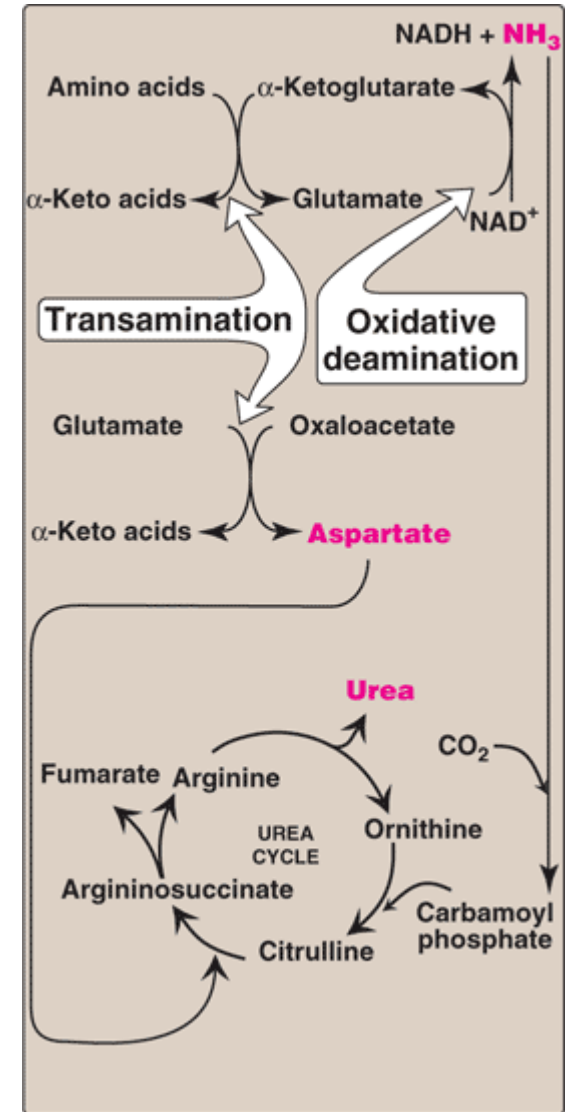 NADH + NH₃
Amino acids
α-Ketoglutarate
α-Keto acids
Glutamate
NAD⁺
Transamination
Oxidative
deamination
Glutamate
Oxaloacetate
α-Keto acids
Aspartate
Urea
CO₂
Fumarate
Arginine
UREA
CYCLE
Ornithine
Argininosuccinate
Carbamoyl
phosphate
Citrulline